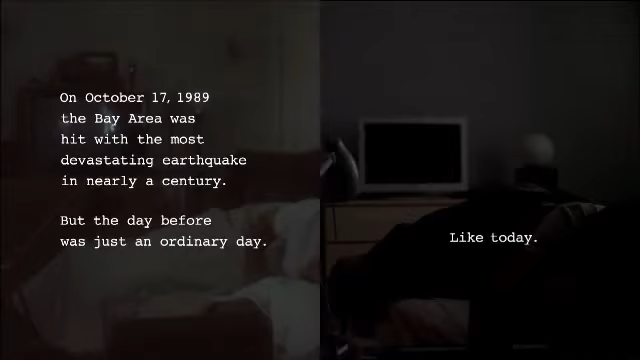 On October 17, 1989
the Bay Area was
hit with the most
devastating earthquake
in nearly a century.
But the day before
was just an ordinary day.
Like today.